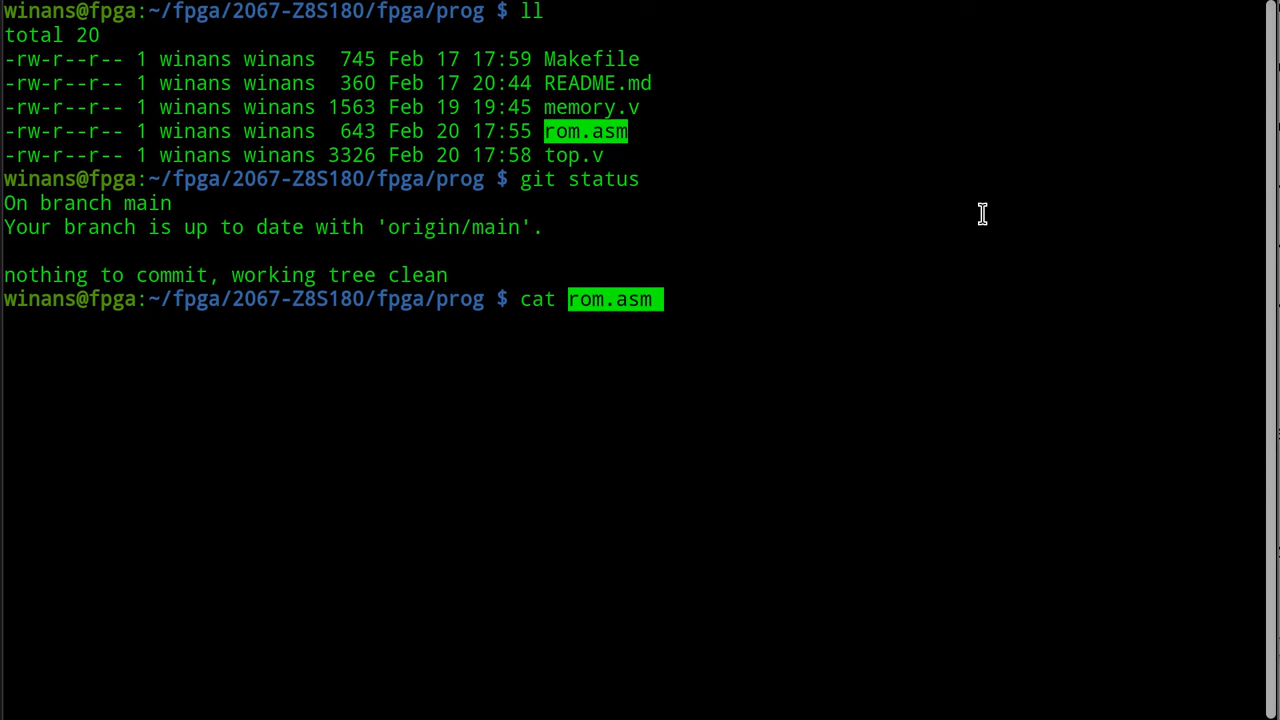 winans@fpga:~/fpga/2067-Z8S180/fpga/prog $ ll
total 20
-rw-r--r-- 1 winans winans  745 Feb 17 17:59 Makefile
-rw-r--r-- 1 winans winans  360 Feb 17 20:44 README.md
-rw-r--r-- 1 winans winans 1563 Feb 19 19:45 memory.v
-rw-r--r-- 1 winans winans  643 Feb 20 17:55 rom.asm
-rw-r--r-- 1 winans winans 3326 Feb 20 17:58 top.v
winans@fpga:~/fpga/2067-Z8S180/fpga/prog $ git status
On branch main
Your branch is up to date with 'origin/main'.
nothing to commit, working tree clean
winans@fpga:~/fpga/2067-Z8S180/fpga/prog $ cat rom.asm